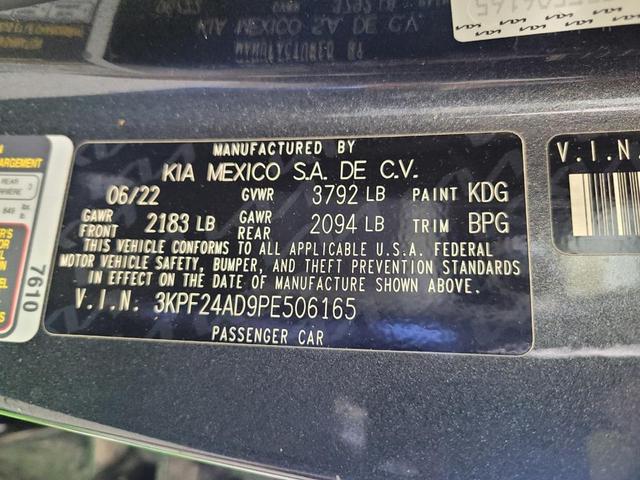 MANUFACTURED BY
KIA MEXICO S.A. DE C.V.
06/22 GVWR 3792 LB PAINT KDG
GAWR FRONT 2183 LB GAWR REAR 2094 LB TRIM BPG
THIS VEHICLE CONFORMS TO ALL APPLICABLE U.S.A. FEDERAL
MOTOR VEHICLE SAFETY, BUMPER, AND THEFT PREVENTION STANDARDS
IN EFFECT ON THE DATE OF MANUFACTURE SHOWN ABOVE.
V.I.N. 3KPF24AD9PE506165
PASSENGER CAR
V.I.N.
7610
REAR